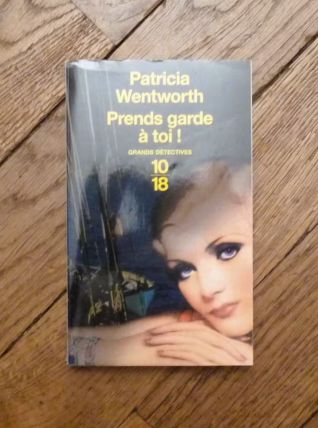 Patricia
Wentworth
Prends garde
à toi !
GRANDS DÉTECTIVES
10
18